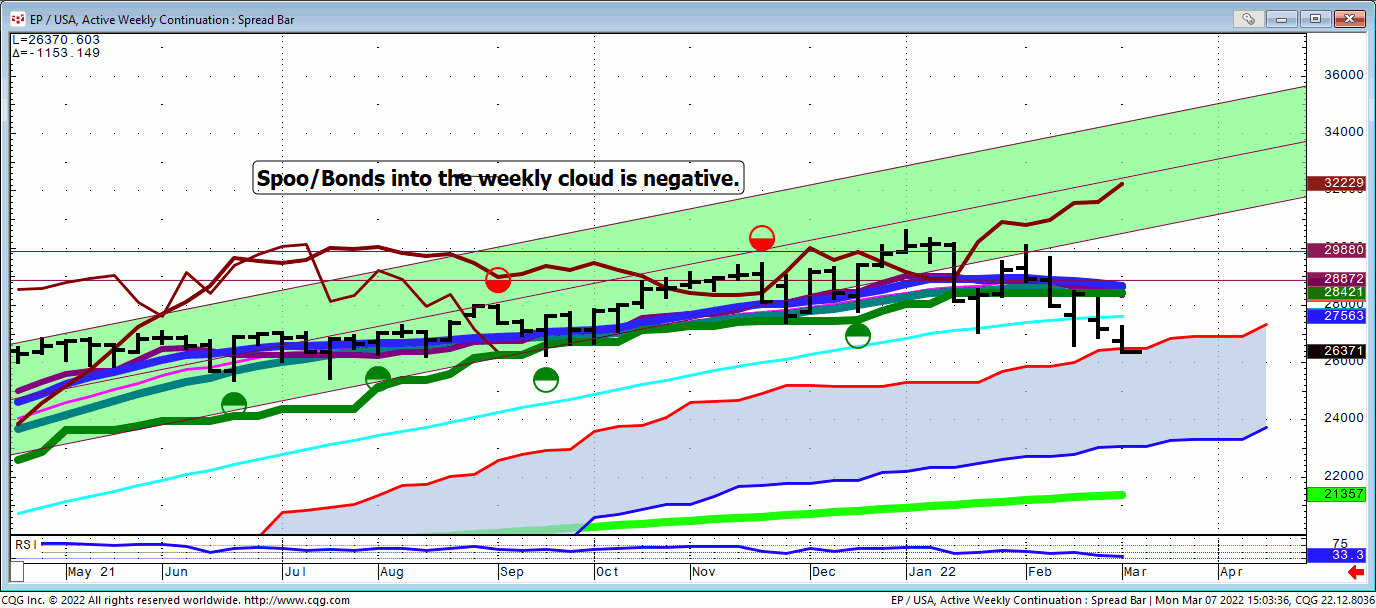 EP / USA, Active Weekly Continuation : Spread Bar
L=26370.603
Δ=-1153.149
Spoo/Bonds into the weekly cloud is negative.
36000
34000
32229
29880
28872
28421
28000
27563
26371
26000
24000
22000
21357
RSI
75
33.3
May 21 Jun Jul Aug Sep Oct Nov Dec Jan 22 Feb Mar Apr
CQG Inc. © 2022 All rights reserved worldwide. http://www.cqg.com
EP / USA, Active Weekly Continuation : Spread Bar | Mon Mar 07 2022 15:03:36, CQG 22.12.8036